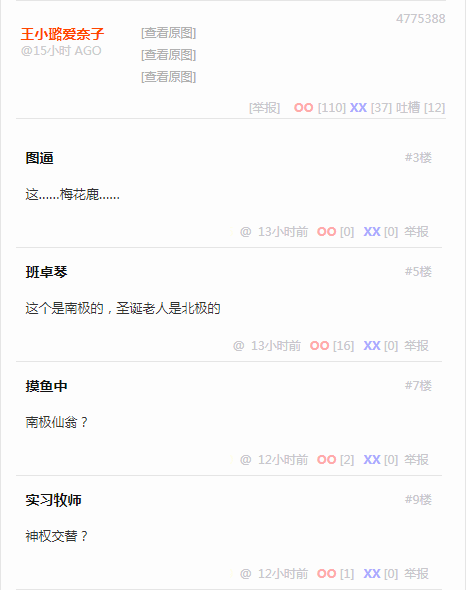 4775388
王小璐爱奈子 [查看原图]
@15小时 AGO [查看原图]
[查看原图]
[举报] OO [110] XX [37] 吐槽 [12]
图逼 #3楼
这……梅花鹿……
@ 13小时前 OO [0] XX [0] 举报
班卓琴 #5楼
这个是南极的，圣诞老人是北极的
@ 13小时前 OO [16] XX [0] 举报
摸鱼中 #7楼
南极仙翁？
@ 12小时前 OO [2] XX [0] 举报
实习牧师 #9楼
神权交替？
@ 12小时前 OO [1] XX [0] 举报